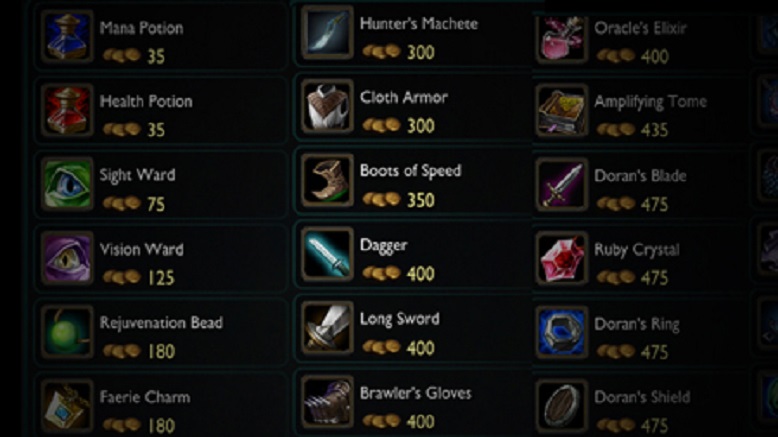 Mana Potion
35
Health Potion
35
Sight Ward
75
Vision Ward
125
Rejuvenation Bead
180
Faerie Charm
180
Hunter's Machete
300
Cloth Armor
300
Boots of Speed
350
Dagger
400
Long Sword
400
Brawler's Gloves
400
Oracle's Elixir
400
Amplifying Tome
435
Doran's Blade
475
Ruby Crystal
475
Doran's Ring
475
Doran's Shield
475